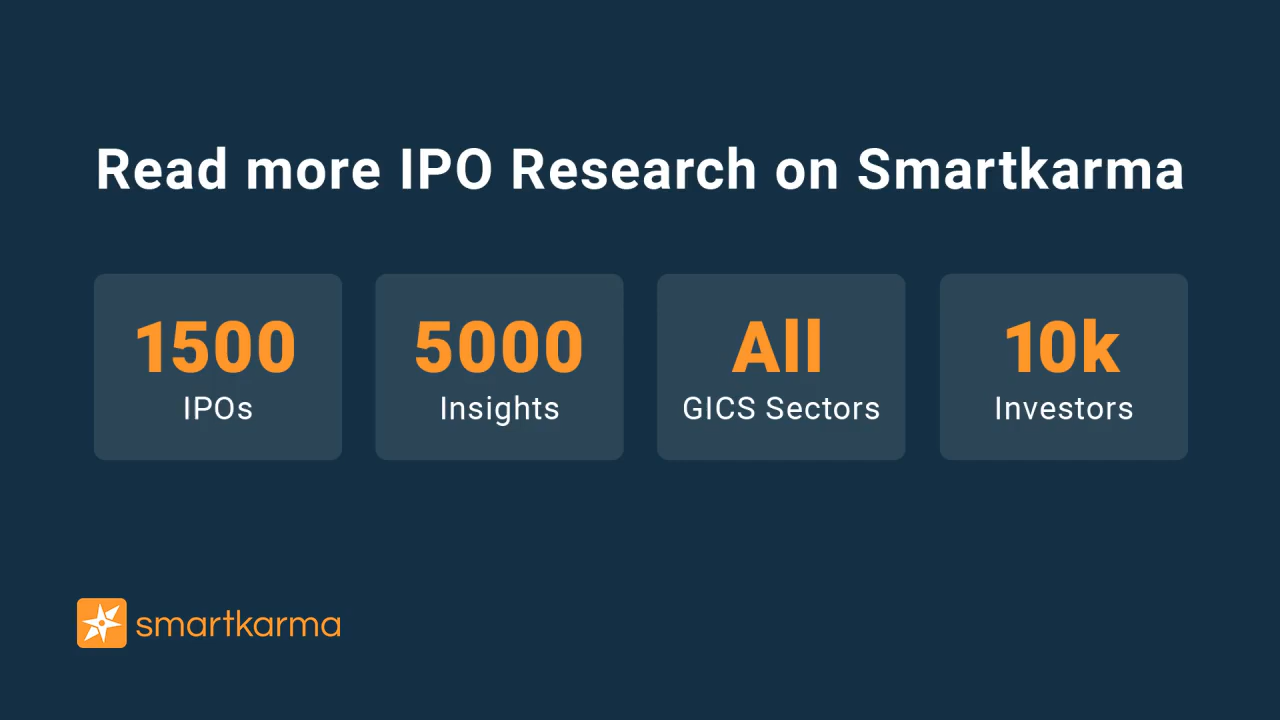 Read more IPO Research on Smartkarma
1500
IPOs
5000
Insights
All
GICS Sectors
10k
Investors
smartkarma